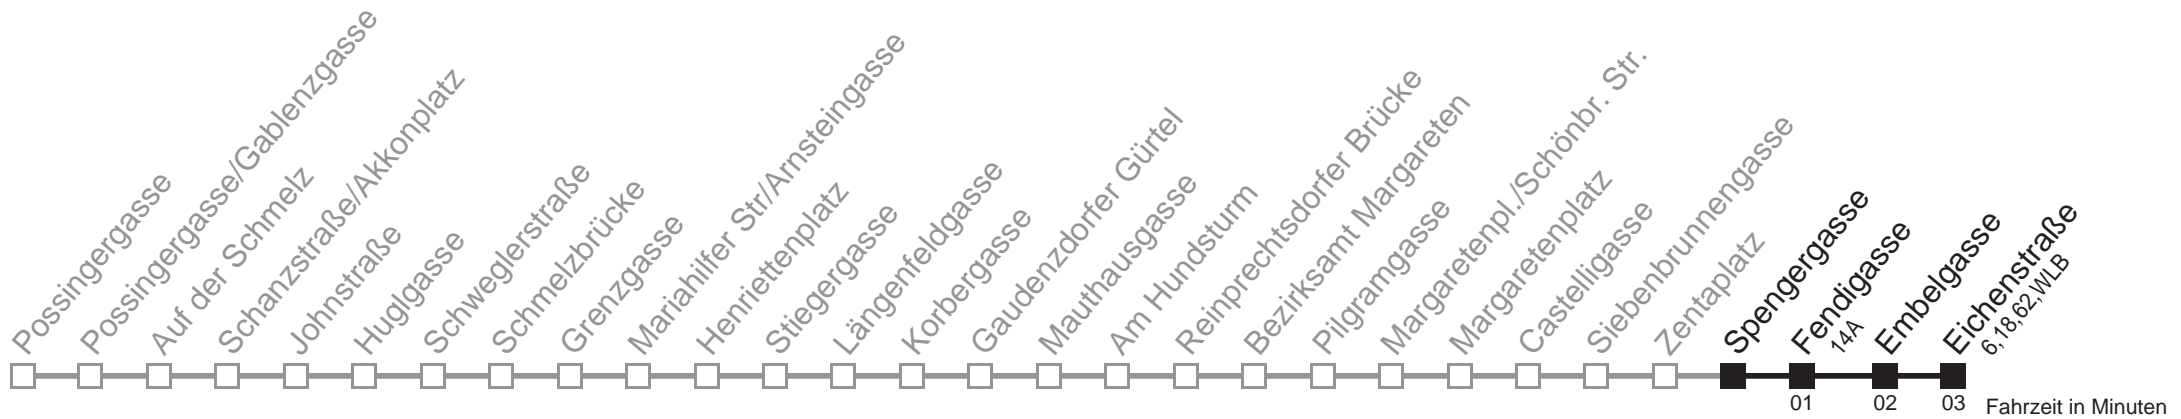 Possingergasse
Possingergasse/Gablenzgasse
Auf der Schmelz
Schanzstraße/Akkonplatz
Johnstraße
Huglgasse
Schweglerstraße
Schmelzbrücke
Grenzgasse
Mariahilfer Str/Arnsteingasse
Henriettenplatz
Stiegergasse
Längenfeldgasse
Korbergasse
Gaudenzdorfer Gürtel
Mauthausgasse
Am Hundsturm
Reinprechtsdorfer Brücke
Bezirksamt Margareten
Pilgramgasse
Margaretenpl./Schönbr. Str.
Margaretenplatz
Castelligasse
Siebenbrunnengasse
Zentaplatz
Spengergasse
Fendigasse
14A
Embelgasse
Eichenstraße
6,18,62,WLB
01
02
03
Fahrzeit in Minuten